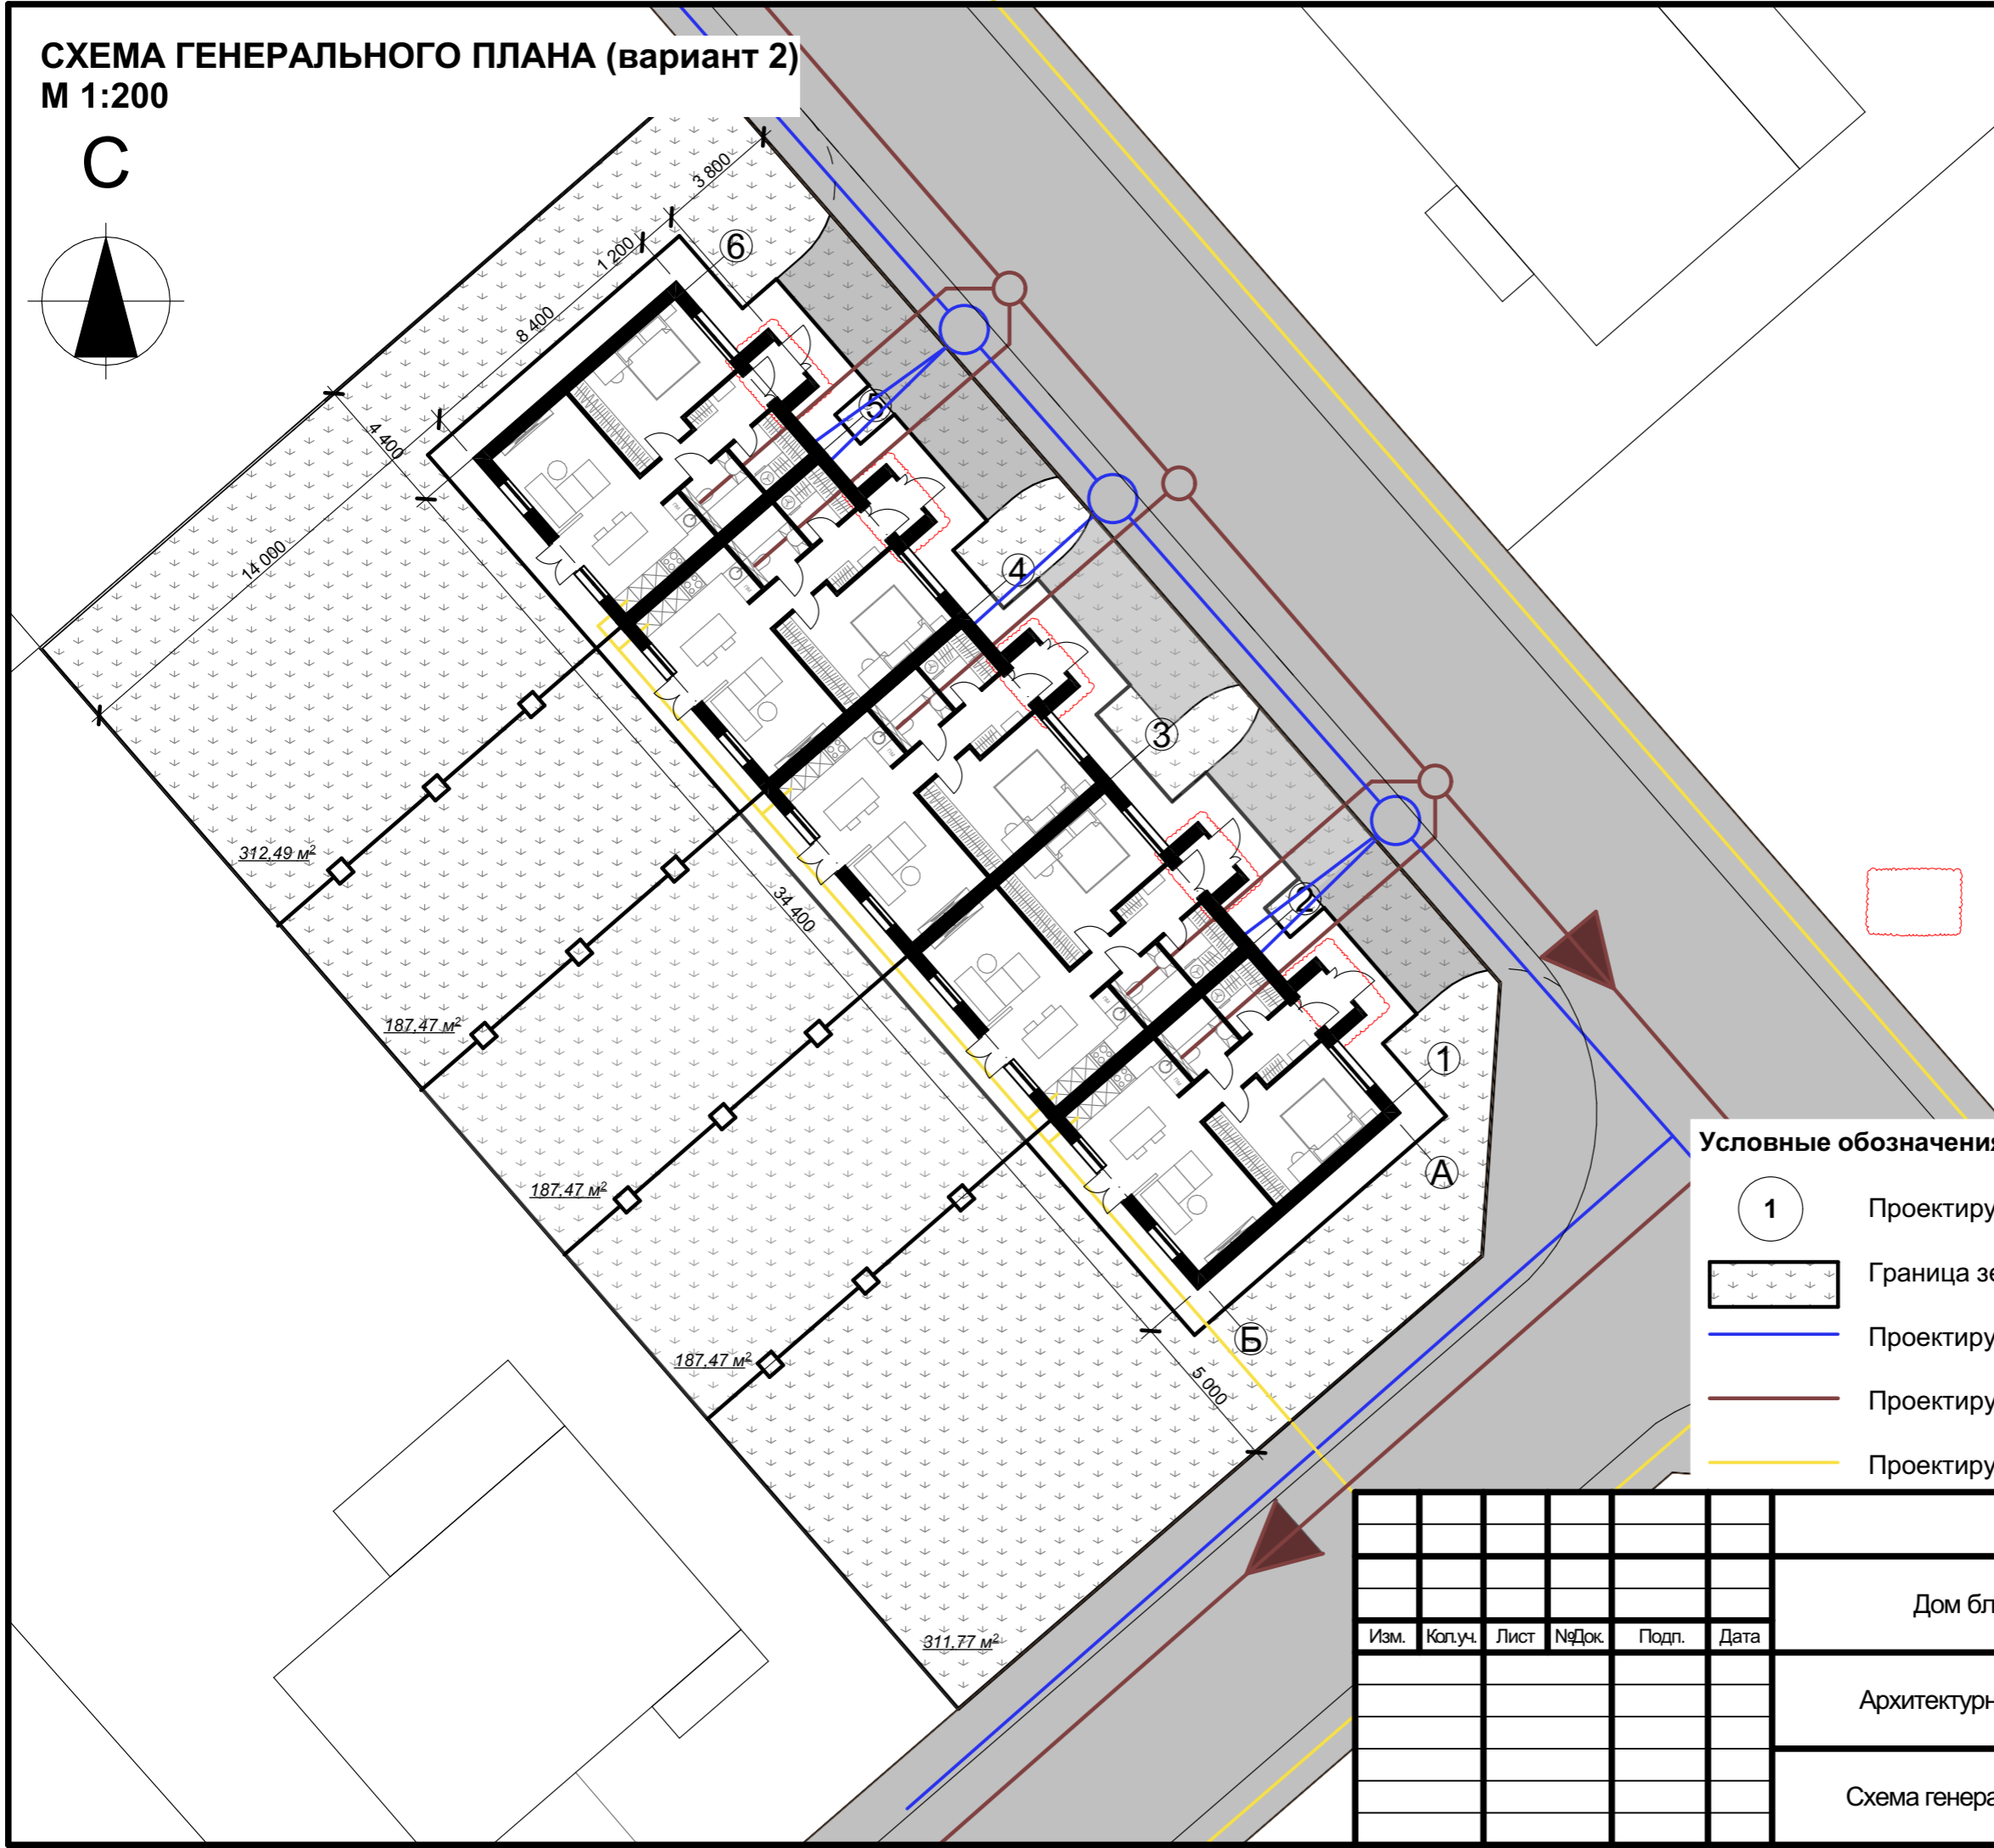 СХЕМА ГЕНЕРАЛЬНОГО ПЛАНА (вариант 2)
М 1:200
С
3 800
6
1 200
8 400
5
4 400
14 000
4
3
312,49 м²
34 400
2
187,47 м²
1
А
187,47 м²
Б
187,47 м²
5 000
311,77 м²
Условные обозначения
1 Проектиру
Граница зе
Проектиру
Проектиру
Проектиру
Дом бл
Изм. Кол.уч. Лист №Док. Подп. Дата
Архитектурн
Схема генера